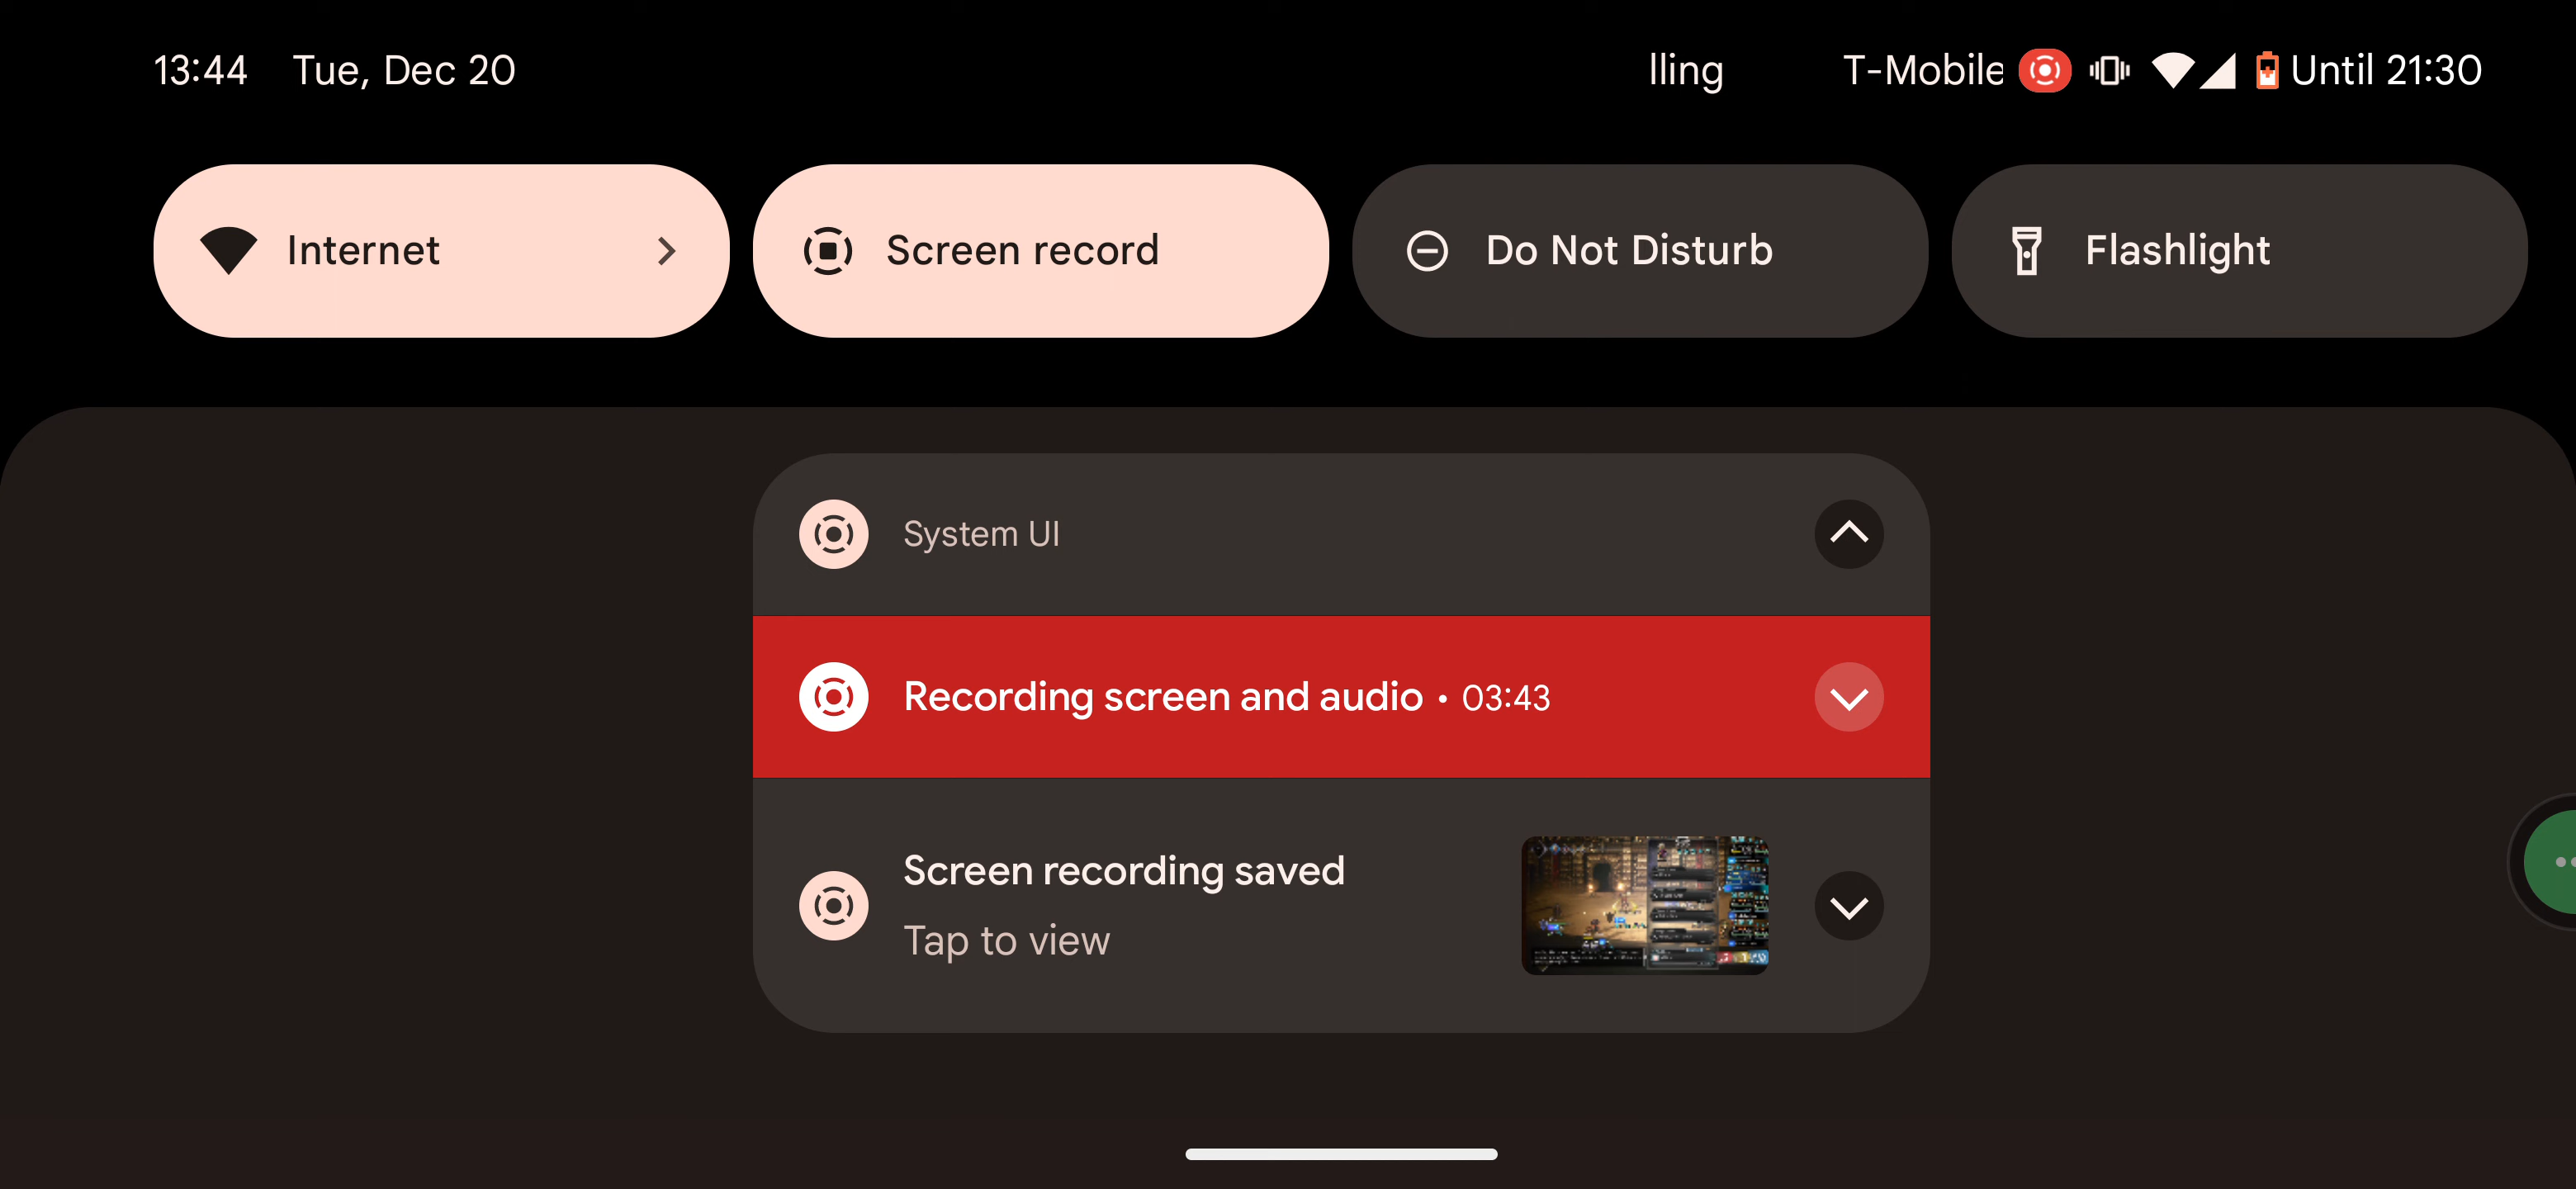 13:44 Tue, Dec 20 lling T-Mobile Until 21:30
Internet Screen record Do Not Disturb Flashlight
System UI
Recording screen and audio • 03:43
Screen recording saved
Tap to view